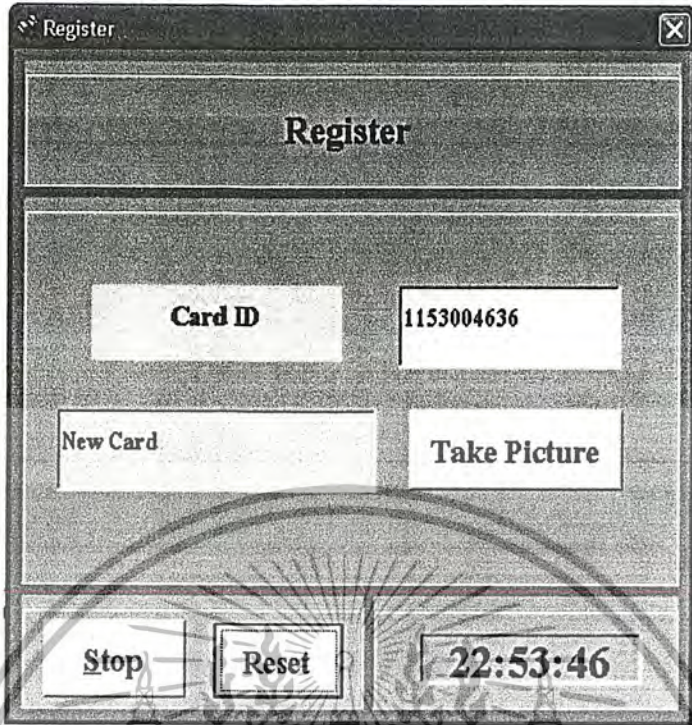 Register
Register
Card ID
1153004636
New Card
Take Picture
Stop
Reset
22:53:46